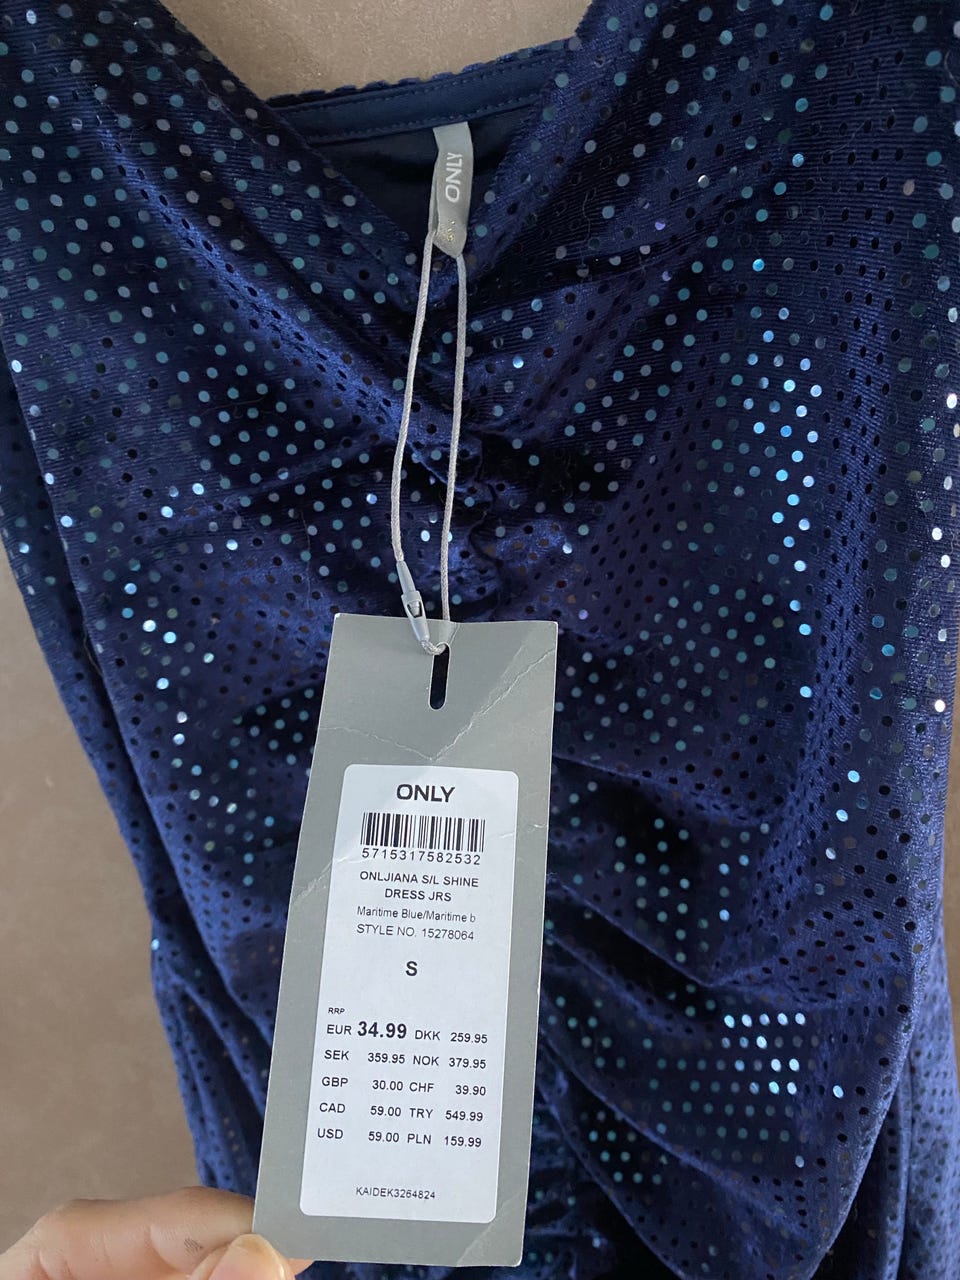 ONLY
ONLY
5715317582532
ONLJIANA S/L SHINE
DRESS JRS
Maritime Blue/Maritime b
STYLE NO. 15278064
S
RRP
EUR 34.99 DKK 259.95
SEK 359.95 NOK 379.95
GBP 30.00 CHF 39.90
CAD 59.00 TRY 549.99
USD 59.00 PLN 159.99
KAIDEK3264824